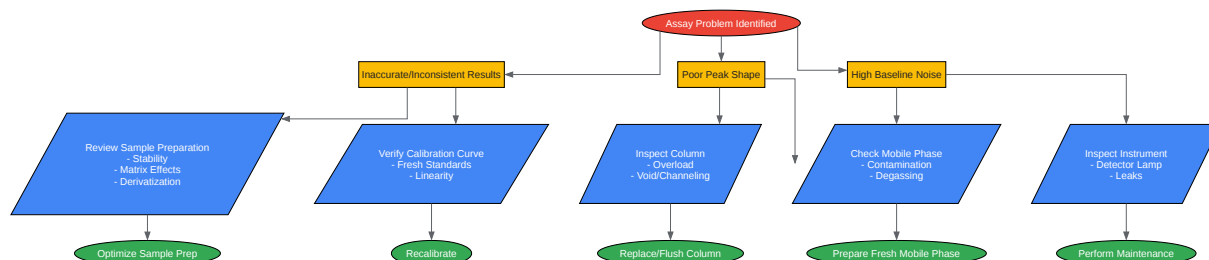 Assay Problem Identified
Inaccurate/Inconsistent Results
Poor Peak Shape
High Baseline Noise
Review Sample Preparation
- Stability
- Matrix Effects
- Derivatization
Verify Calibration Curve
- Fresh Standards
- Linearity
Inspect Column
- Overload
- Void/Channeling
Check Mobile Phase
- Contamination
- Degassing
Inspect Instrument
- Detector Lamp
- Leaks
Optimize Sample Prep
Recalibrate
Replace/Flush Column
Prepare Fresh Mobile Phase
Perform Maintenance